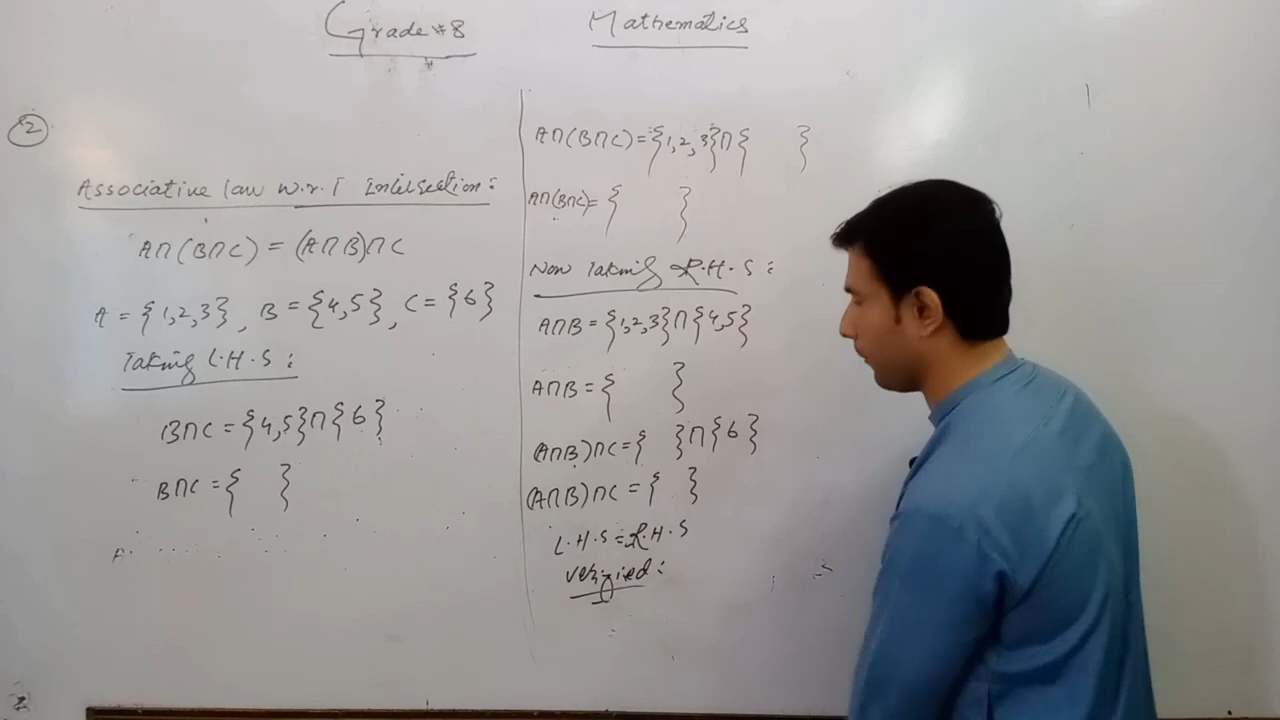 Grade #8 Mathematics
2
Associative law w.r.t Intersection:
A∩(B∩C) = (A∩B)∩C
A = {1,2,3}, B = {4,5}, C = {6}
Taking L.H.S:
B∩C = {4,5}∩{6}
B∩C = { }
A∩(B∩C) = {1,2,3}∩{ }
A∩(B∩C) = { }
Now Taking R.H.S:
A∩B = {1,2,3}∩{4,5}
A∩B = { }
(A∩B)∩C = { }∩{6}
(A∩B)∩C = { }
L.H.S = R.H.S
Verified: